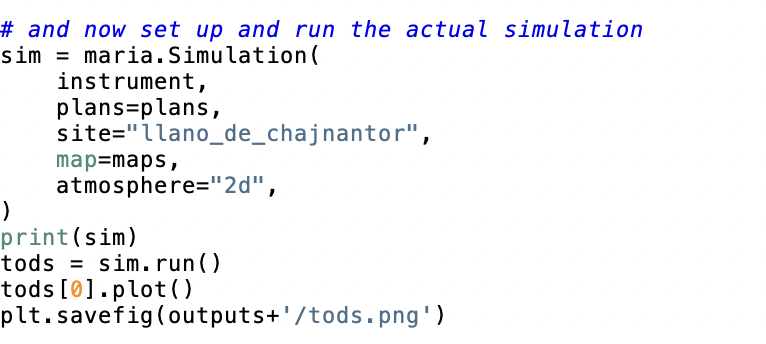 # and now set up and run the actual simulation
sim = maria.Simulation(
    instrument,
    plans=plans,
    site="llano_de_chajnantor",
    map=maps,
    atmosphere="2d",
)
print(sim)
tods = sim.run()
tods[0].plot()
plt.savefig(outputs+'/tods.png')